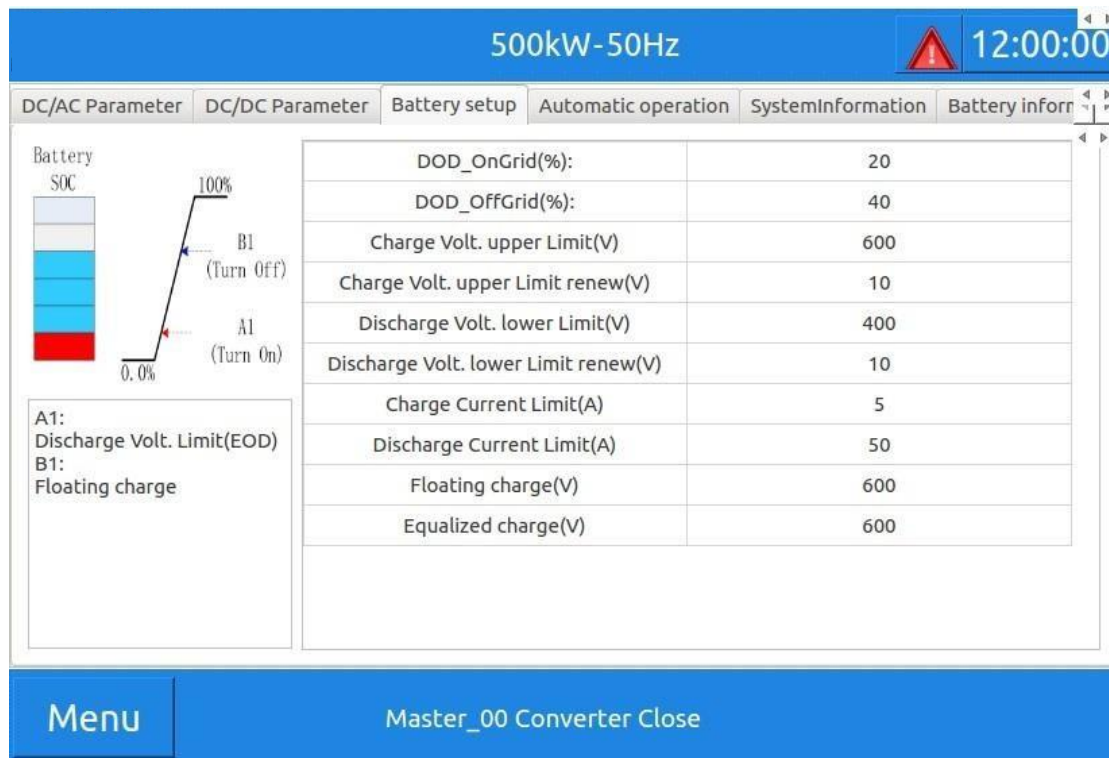 500kW-50Hz
12:00:00
DC/AC Parameter
DC/DC Parameter
Battery setup
Automatic operation
SystemInformation
Battery inforn
Battery
SOC
100%
B1
(Turn Off)
A1
(Turn On)
0.0%
A1:
Discharge Volt. Limit(EOD)
B1:
Floating charge
DOD_OnGrid(%): 20
DOD_OffGrid(%): 40
Charge Volt. upper Limit(V) 600
Charge Volt. upper Limit renew(V) 10
Discharge Volt. lower Limit(V) 400
Discharge Volt. lower Limit renew(V) 10
Charge Current Limit(A) 5
Discharge Current Limit(A) 50
Floating charge(V) 600
Equalized charge(V) 600
Menu
Master_00 Converter Close